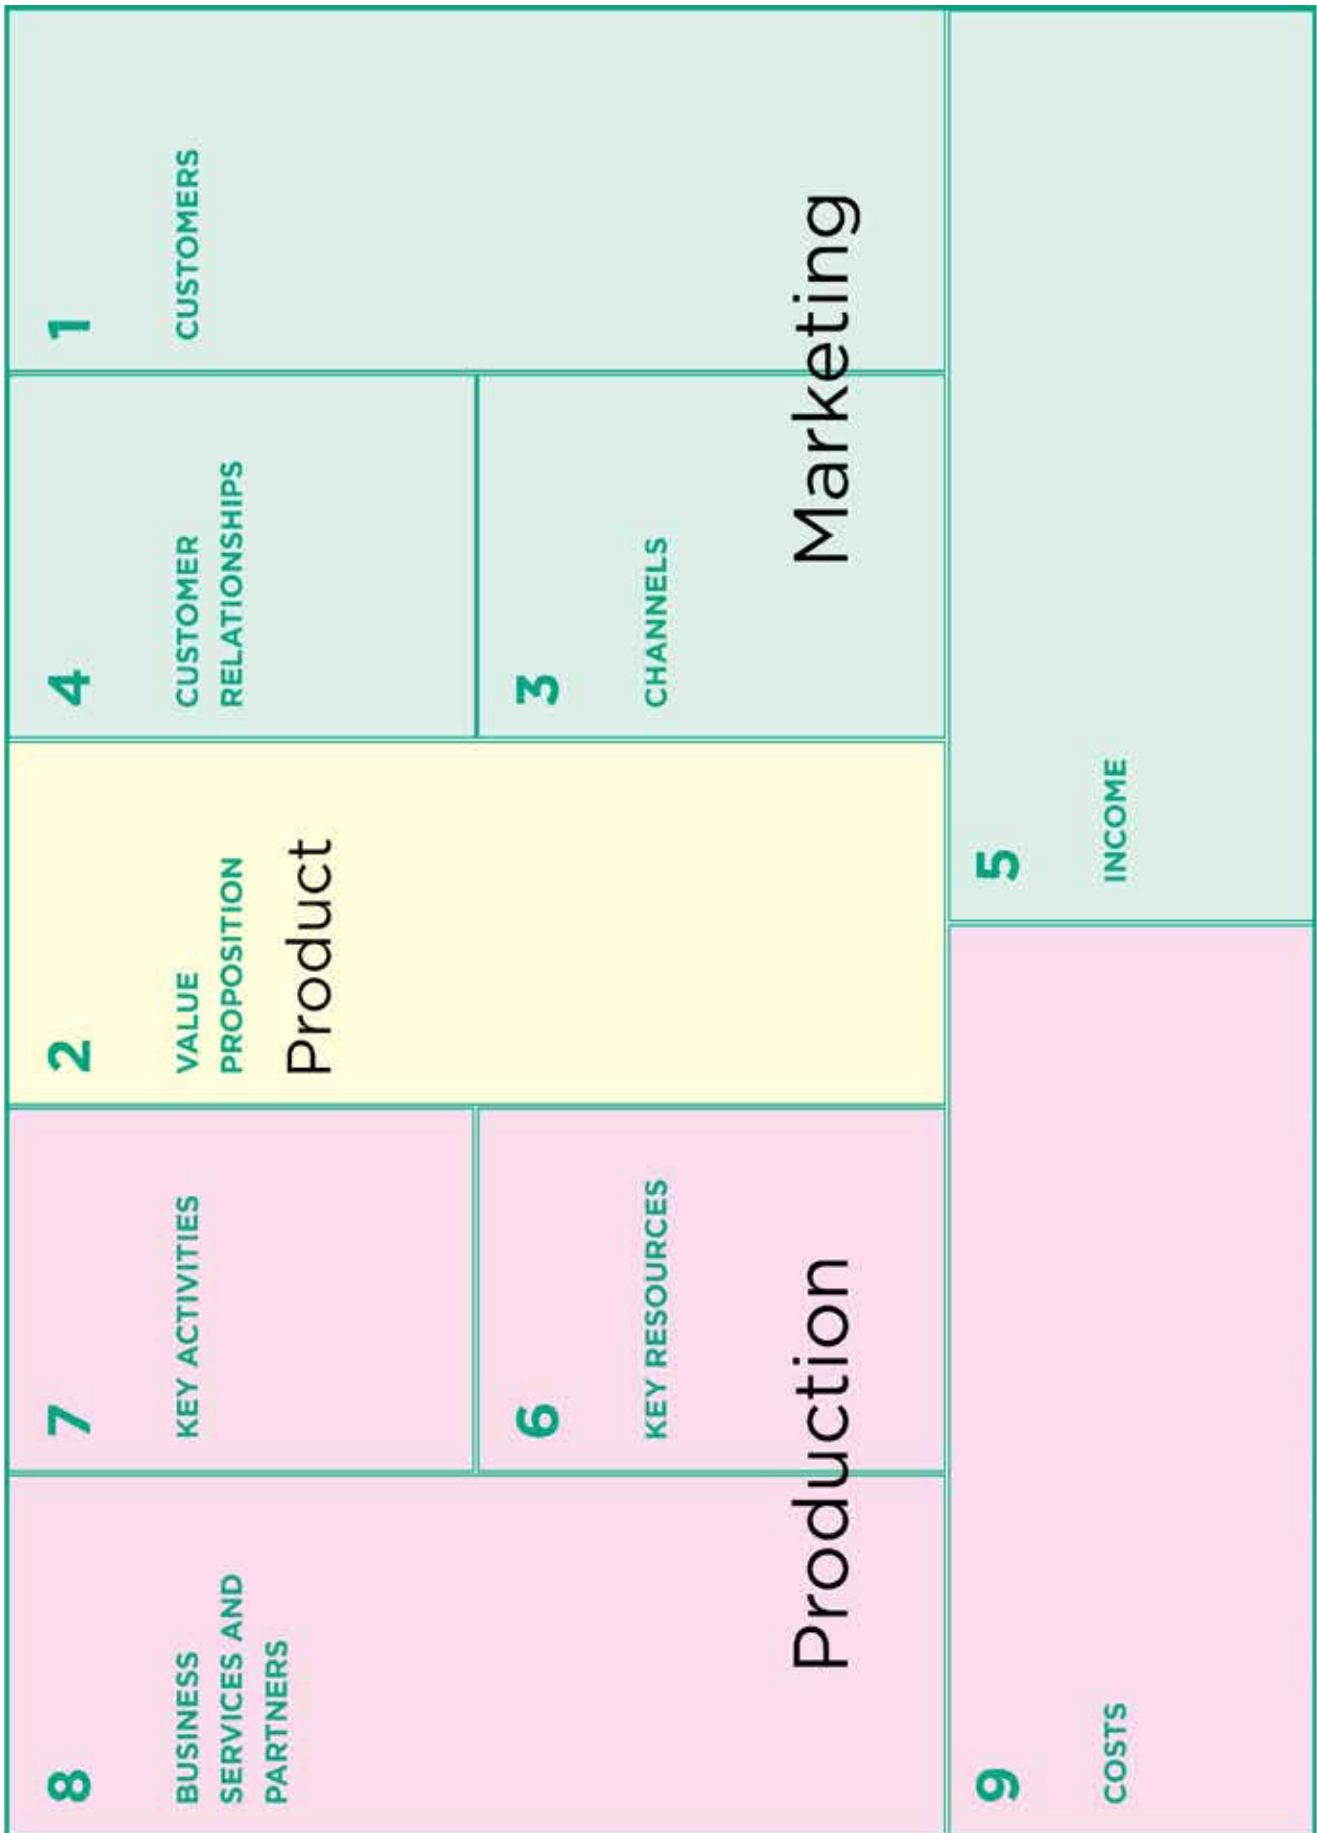 8
BUSINESS
SERVICES AND
PARTNERS
7
KEY ACTIVITIES
6
KEY RESOURCES
Production
2
VALUE
PROPOSITION
Product
4
CUSTOMER
RELATIONSHIPS
3
CHANNELS
1
CUSTOMERS
Marketing
9
COSTS
5
INCOME